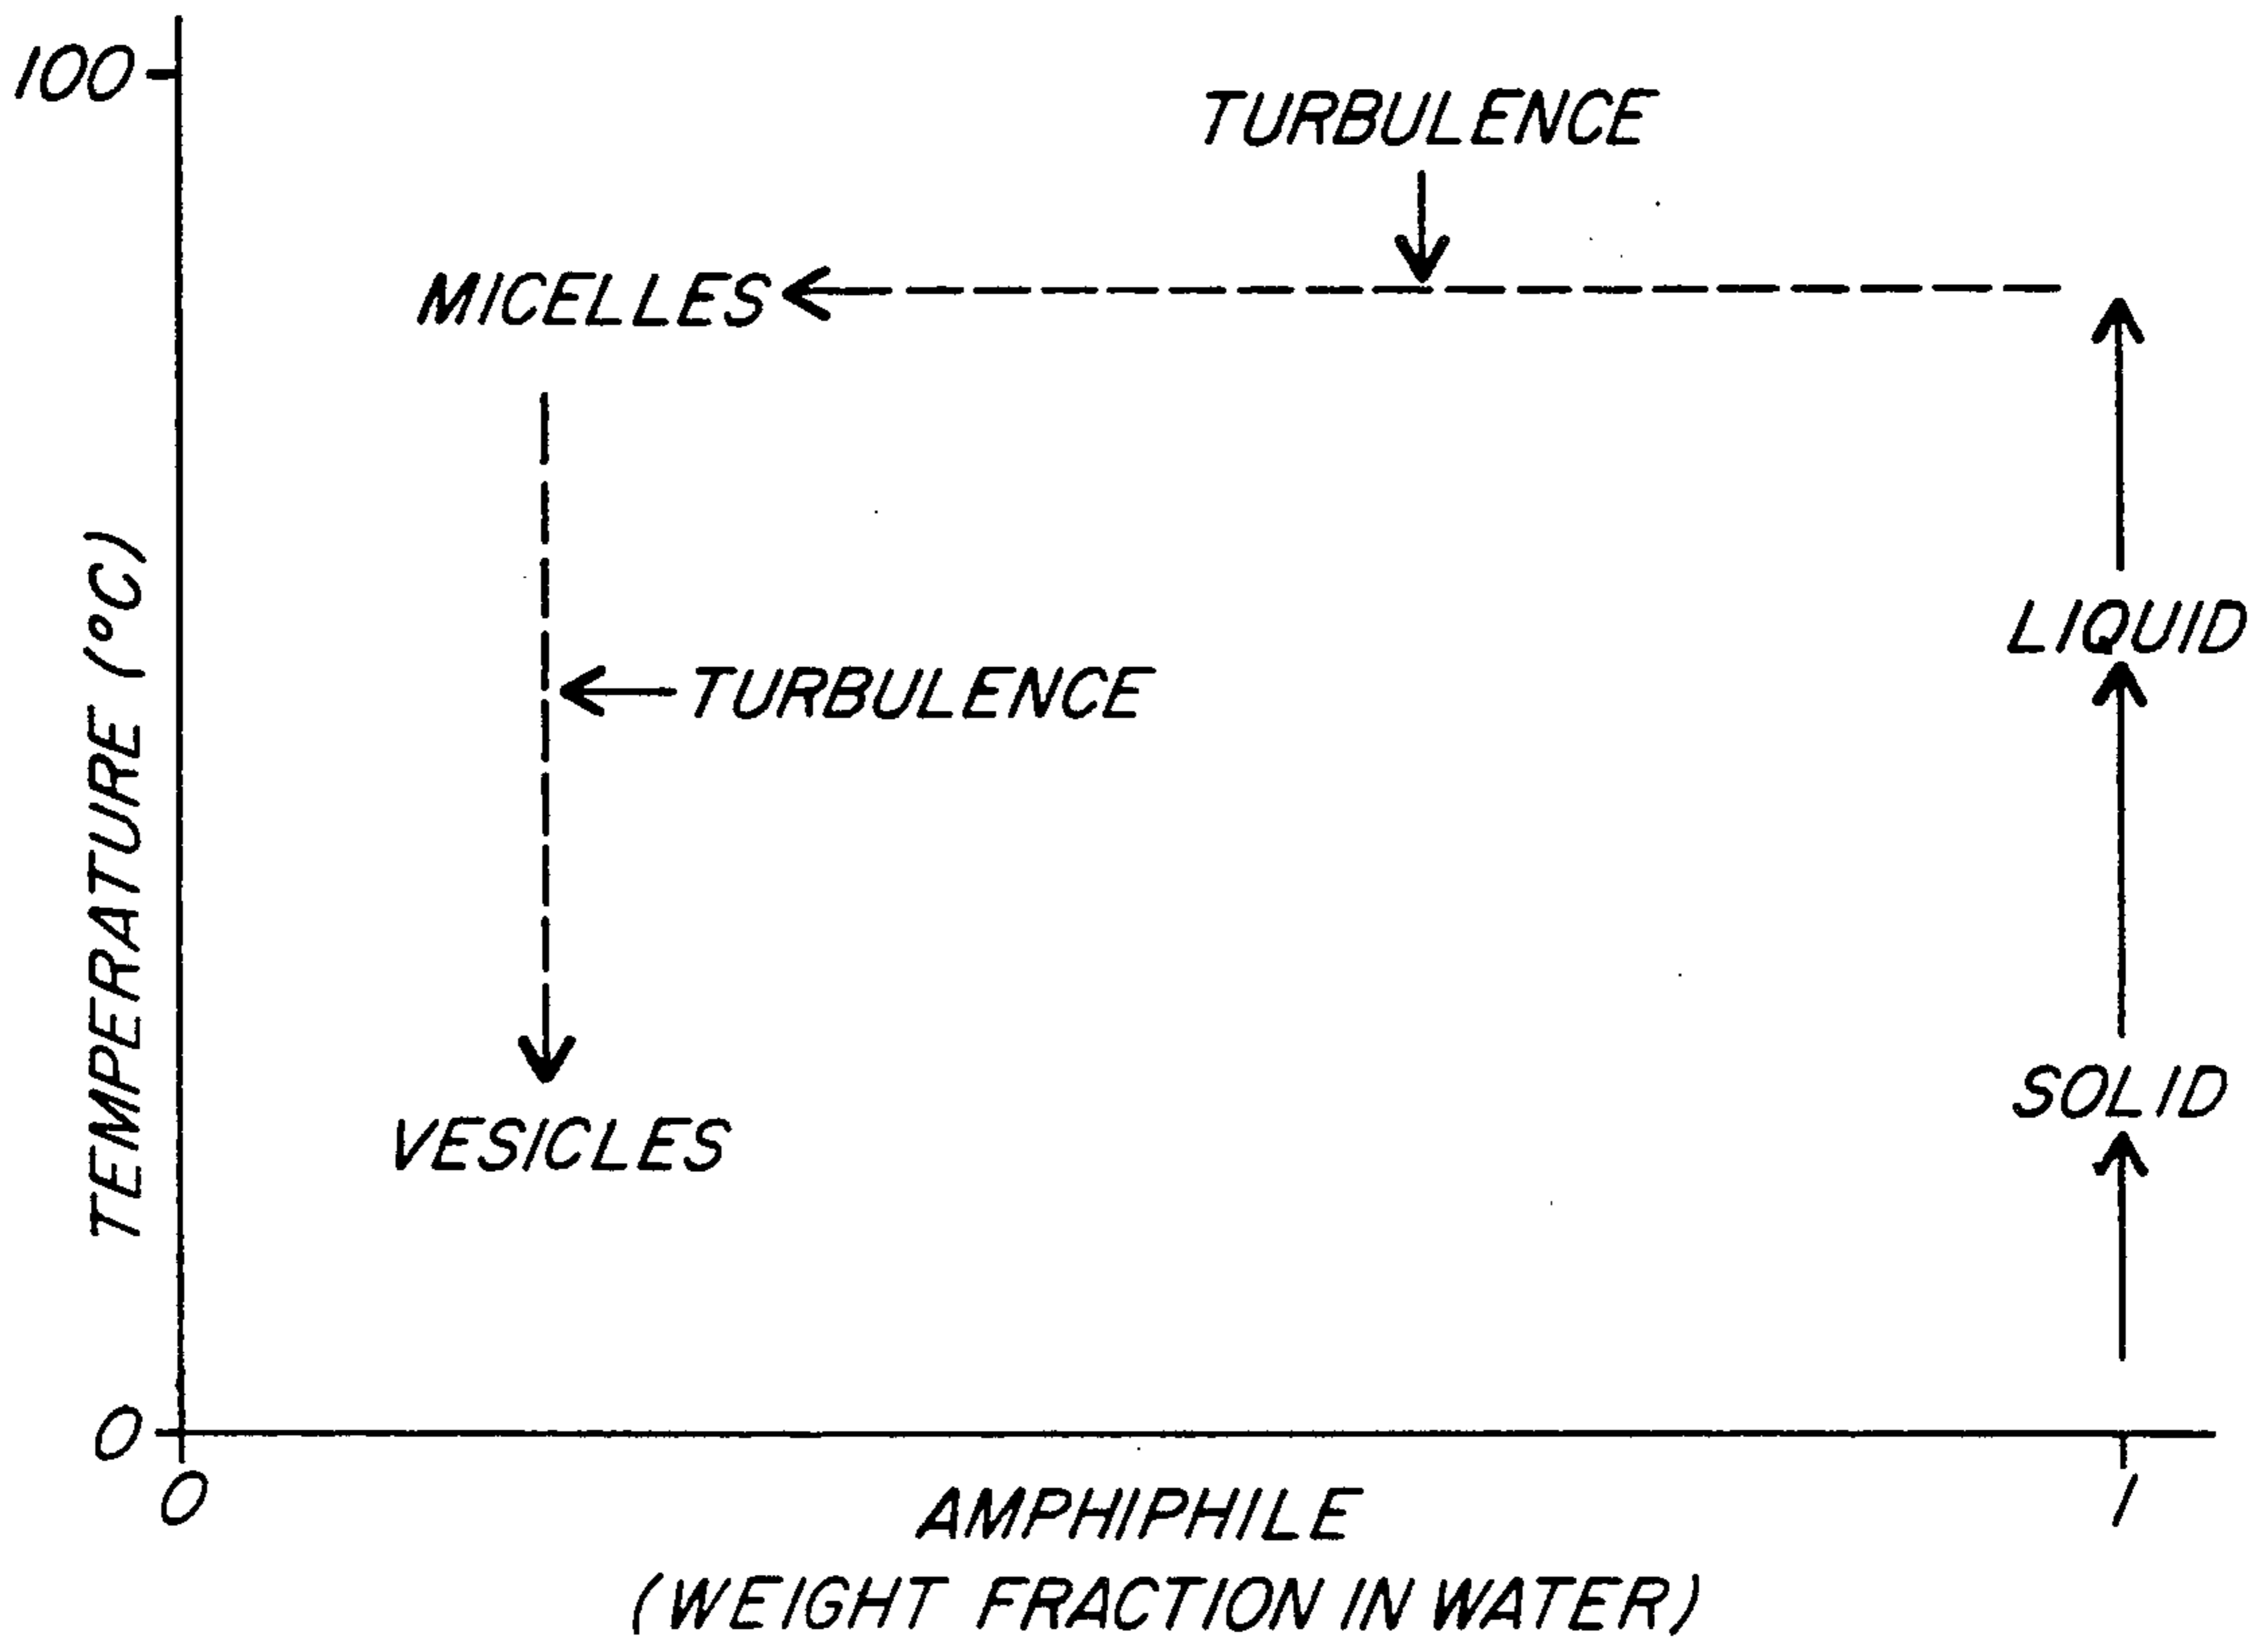 100
TURBULENCE
MICELLES
TEMPERATURE (°C)
LIQUID
TURBULENCE
SOLID
VESICLES
0
0
1
AMPHIPHILE
(WEIGHT FRACTION IN WATER)